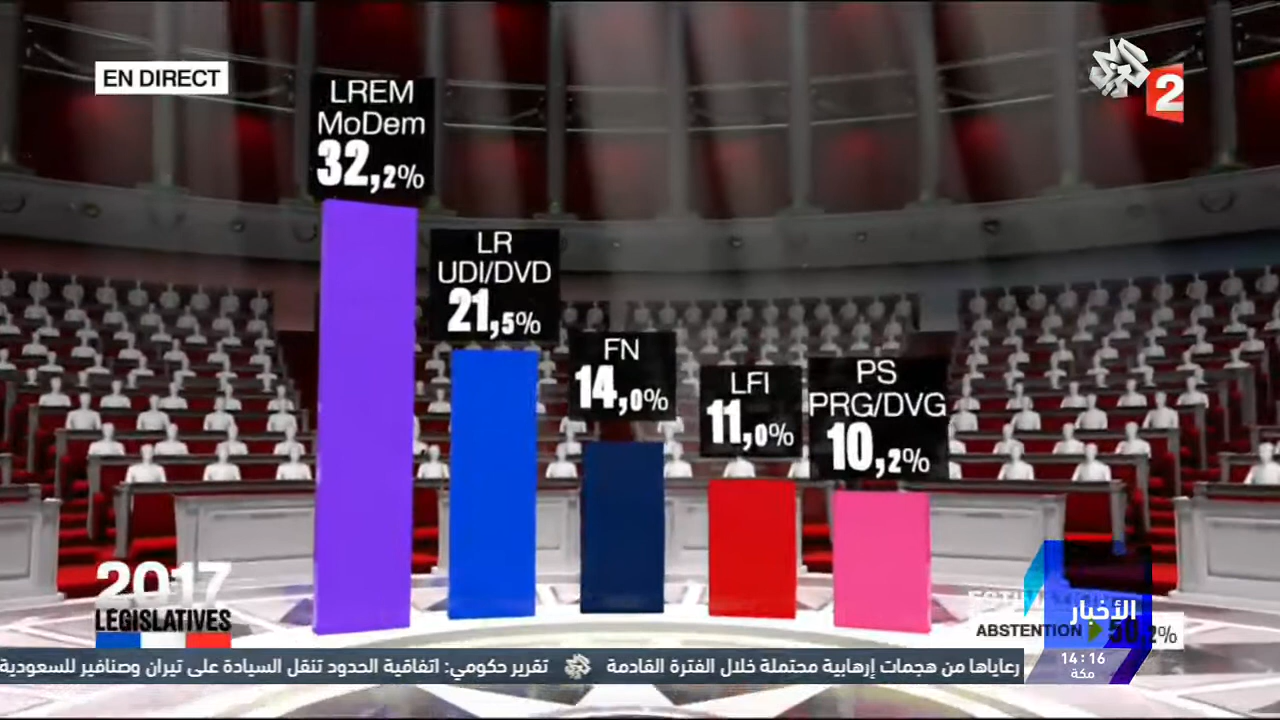 EN DIRECT
2
LREM
MoDem
32,2%
LR
UDI/DVD
21,5%
FN
14,0%
LFI
11,0%
PS
PRG/DVG
10,2%
2017
LEGISLATIVES
الأخبار
ABSTENTION
14:16
مكة
رعاياها من هجمات إرهابية محتملة خلال الفترة القادمة
تقرير حكومي: اتفاقية الحدود تنقل السيادة على تيران وصنافير للسعودية